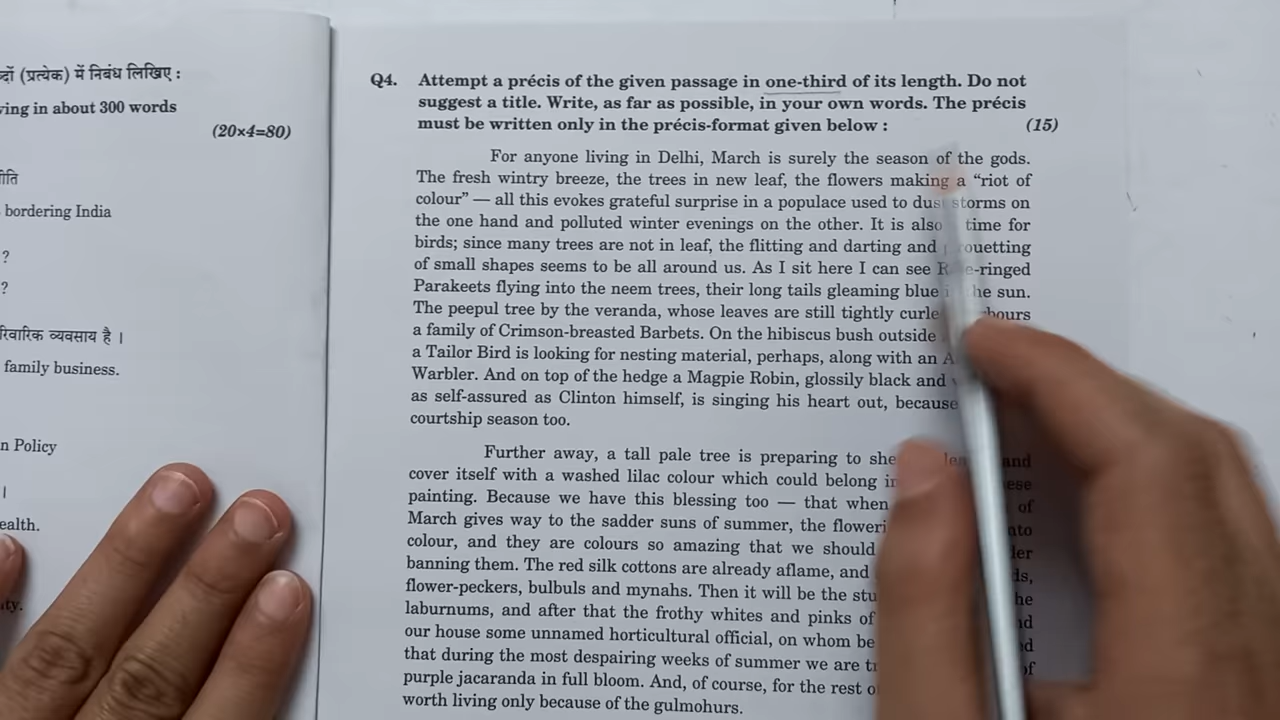 दों (प्रत्येक) में निबंध लिखिए :
ving in about 300 words
(20×4=80)
नीति
bordering India
?
?
रिवारिक व्यवसाय है ।
family business.
n Policy
।
ealth.
ity.
Q4. Attempt a précis of the given passage in one-third of its length. Do not
suggest a title. Write, as far as possible, in your own words. The précis
must be written only in the précis-format given below : (15)
For anyone living in Delhi, March is surely the season of the gods.
The fresh wintry breeze, the trees in new leaf, the flowers making a “riot of
colour” — all this evokes grateful surprise in a populace used to dust storms on
the one hand and polluted winter evenings on the other. It is also time for
birds; since many trees are not in leaf, the flitting and darting and
of small shapes seems to be all around us. As I sit here I can see
Parakeets flying into the neem trees, their long tails gleaming blue sun.
The peepul tree by the veranda, whose leaves are still tightly
a family of Crimson-breasted Barbets. On the hibiscus bush outside
a Tailor Bird is looking for nesting material, perhaps, along with an
Warbler. And on top of the hedge a Magpie Robin, glossily black and
as self-assured as Clinton himself, is singing his heart out, because
courtship season too.
Further away, a tall pale tree is preparing to and
cover itself with a washed lilac colour which could belong
painting. Because we have this blessing too — that when of
March gives way to the sadder suns of summer, the
colour, and they are colours so amazing that we should
banning them. The red silk cottons are already aflame, and
flower-peckers, bulbuls and mynahs. Then it will be the
laburnums, and after that the frothy whites and pinks of
our house some unnamed horticultural official, on whom be
that during the most despairing weeks of summer we are
purple jacaranda in full bloom. And, of course, for the rest
worth living only because of the gulmohurs.